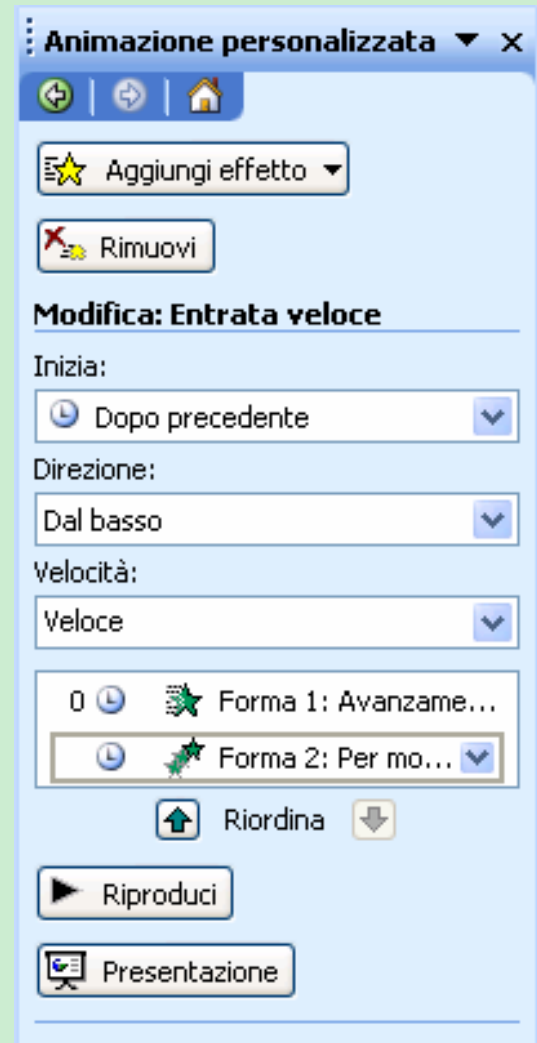 Animazione personalizzata
Aggiungi effetto
Rimuovi
Modifica: Entrata veloce
Inizia:
Dopo precedente
Direzione:
Dal basso
Velocità:
Veloce
0 Forma 1: Avanzame...
Forma 2: Per mo...
Riordina
Riproduci
Presentazione